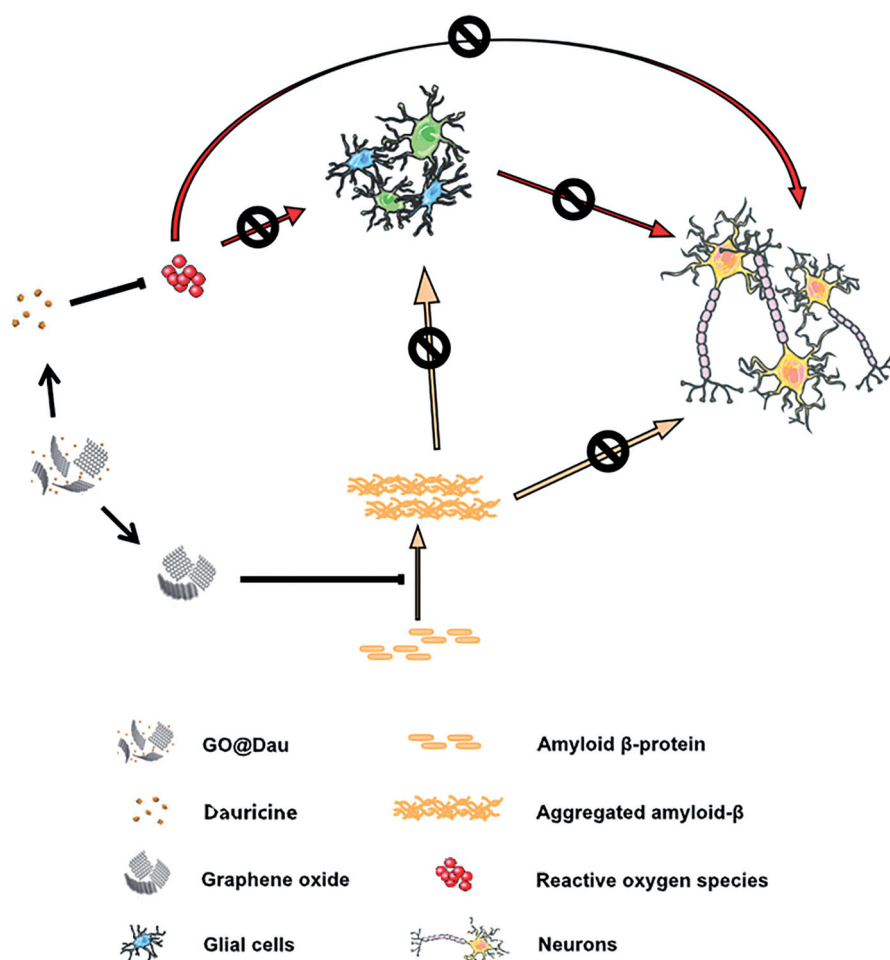 GO@Dau
Amyloid β-protein
Dauricine
Aggregated amyloid-β
Graphene oxide
Reactive oxygen species
Glial cells
Neurons